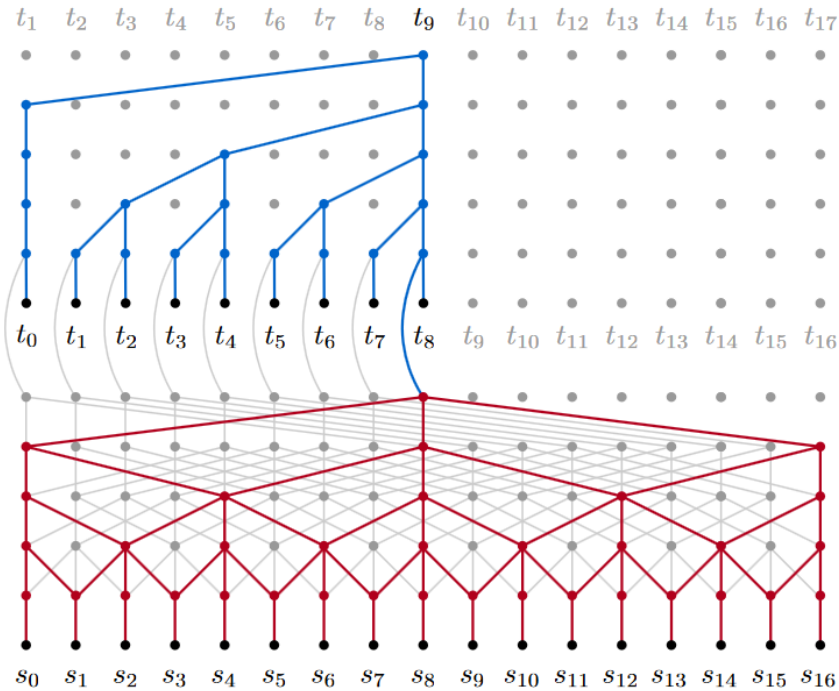 t₁ t₂ t₃ t₄ t₅ t₆ t₇ t₈ t₉ t₁₀ t₁₁ t₁₂ t₁₃ t₁₄ t₁₅ t₁₆ t₁₇
t₀ t₁ t₂ t₃ t₄ t₅ t₆ t₇ t₈ t₉ t₁₀ t₁₁ t₁₂ t₁₃ t₁₄ t₁₅ t₁₆
s₀ s₁ s₂ s₃ s₄ s₅ s₆ s₇ s₈ s₉ s₁₀ s₁₁ s₁₂ s₁₃ s₁₄ s₁₅ s₁₆